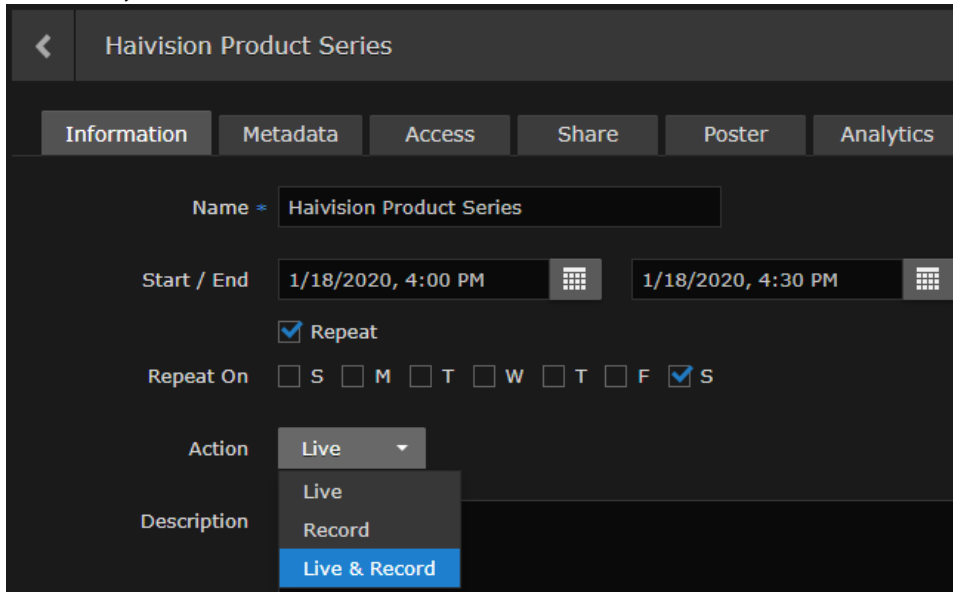 Haivision Product Series
Information Metadata Access Share Poster Analytics
Name * Haivision Product Series
Start / End 1/18/2020, 4:00 PM 1/18/2020, 4:30 PM
Repeat
Repeat On S M T W T F S
Action Live
Live
Description
Record
Live & Record